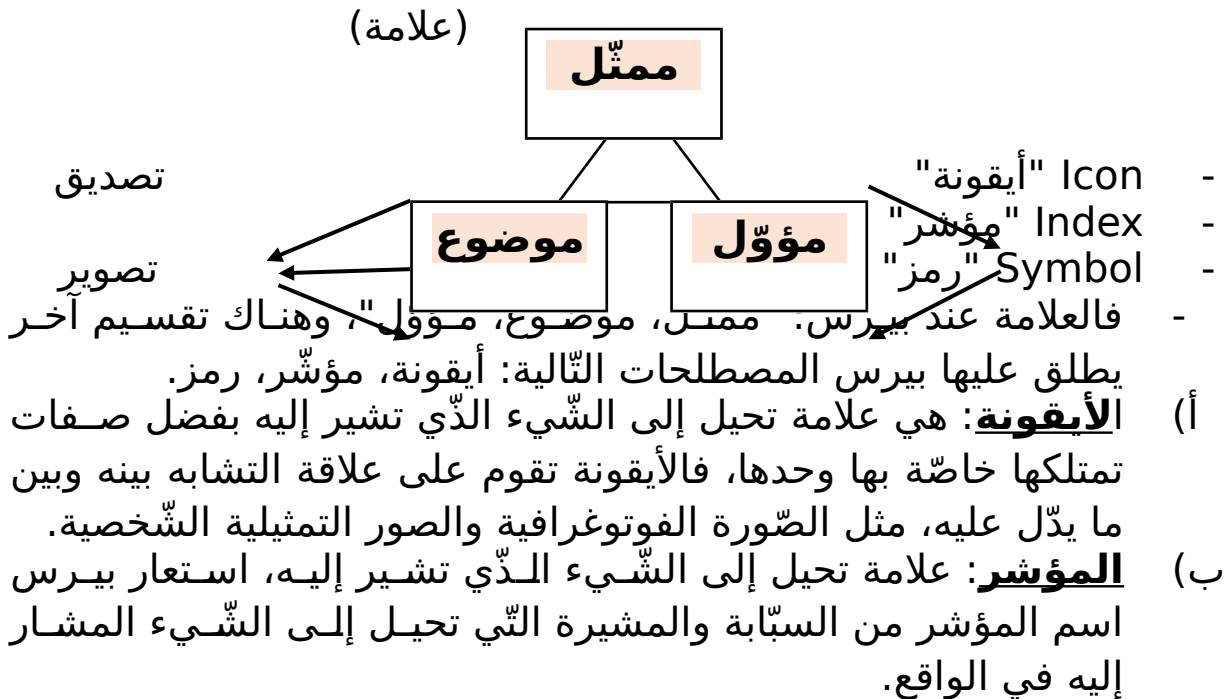 (علامة)
ممثّل
- Icon "أيقونة"
تصديق
- Index "مؤشر"
موضوع
مؤوّل
- Symbol "رمز"
تصوير
- فالعلامة عند بيرس: "ممثل، موضوع، مؤوّل"، وهناك تقسيم آخر
يطلق عليها بيرس المصطلحات التّالية: أيقونة، مؤشّر، رمز.
أ) الأيقونة: هي علامة تحيل إلى الشّيء الذّي تشير إليه بفضل صفات
تمتلكها خاصّة بها وحدها، فالأيقونة تقوم على علاقة التشابه بينه وبين
ما يدّل عليه، مثل الصّورة الفوتوغرافية والصور التمثيلية الشّخصية.
ب) المؤشر: علامة تحيل إلى الشّيء الذّي تشير إليه، استعار بيرس
اسم المؤشر من السبّابة والمشيرة التّي تحيل إلى الشّيء المشار
إليه في الواقع.